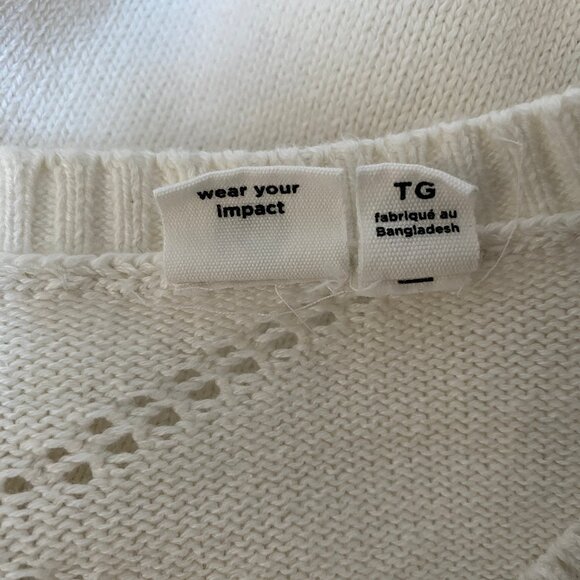 wear your
impact
TG
fabriqué au
Bangladesh